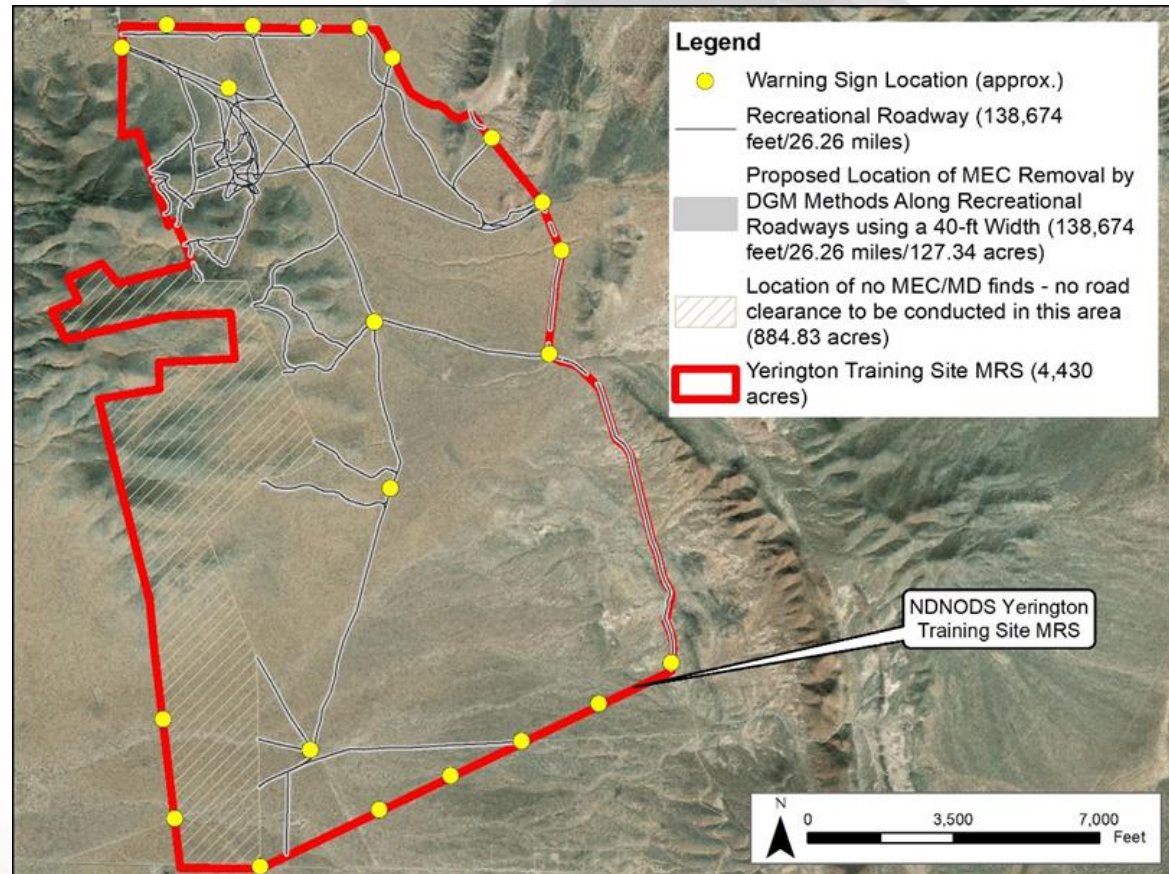 Legend
Warning Sign Location (approx.)
Recreational Roadway (138,674
feet/26.26 miles)
Proposed Location of MEC Removal by
DGM Methods Along Recreational
Roadways using a 40-ft Width (138,674
feet/26.26 miles/127.34 acres)
Location of no MEC/MD finds - no road
clearance to be conducted in this area
(884.83 acres)
Yerington Training Site MRS (4,430
acres)
NDNODS Yerington
Training Site MRS
N
0 3,500 7,000
Feet